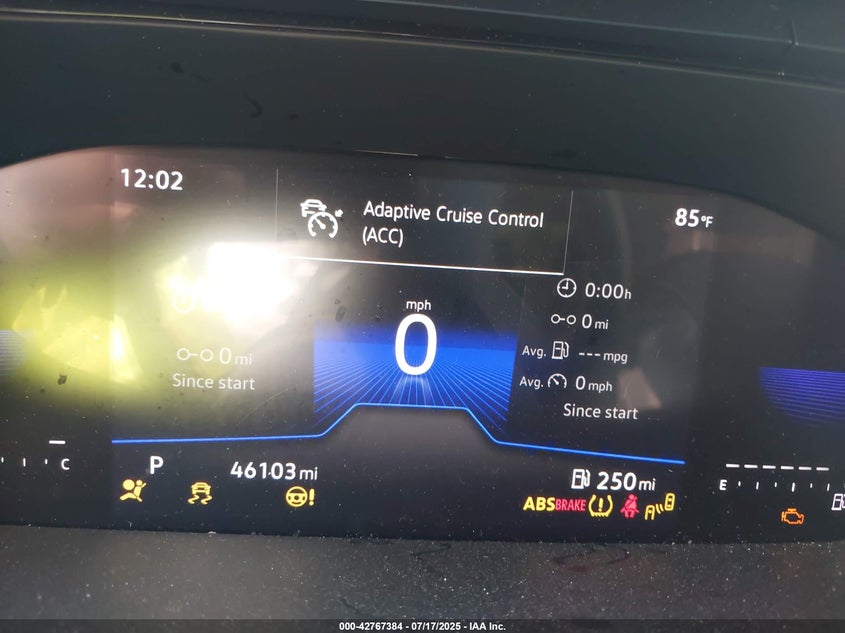 12:02
Adaptive Cruise Control
(ACC)
85°F
mph
0
0:00h
0 mi
Avg. --- mpg
Avg. 0 mph
Since start
0 mi
Since start
C
P
46103 mi
250 mi
E
ABS BRAKE
A
000-42767384 - 07/17/2025 - IAA Inc.